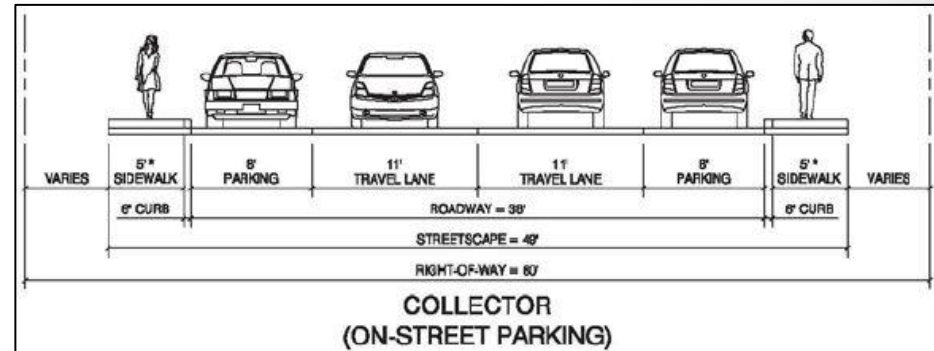 5' * 8' 11' 11' 8' 5' *
VARIES SIDEWALK PARKING TRAVEL LANE TRAVEL LANE PARKING SIDEWALK VARIES
6" CURB ROADWAY = 38' 6" CURB
STREETSCAPE = 49'
RIGHT-OF-WAY = 60'
COLLECTOR
(ON-STREET PARKING)